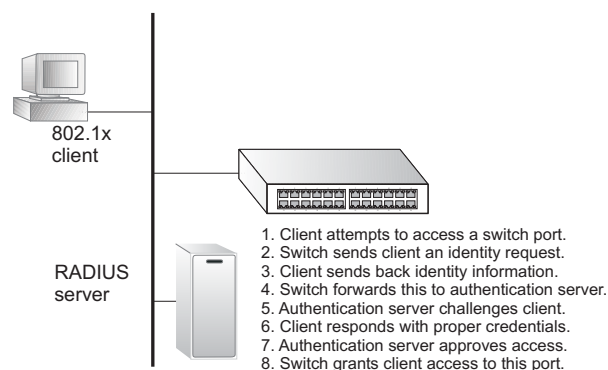 802.1x
client
RADIUS
server
1. Client attempts to access a switch port.
2. Switch sends client an identity request.
3. Client sends back identity information.
4. Switch forwards this to authentication server.
5. Authentication server challenges client.
6. Client responds with proper credentials.
7. Authentication server approves access.
8. Switch grants client access to this port.